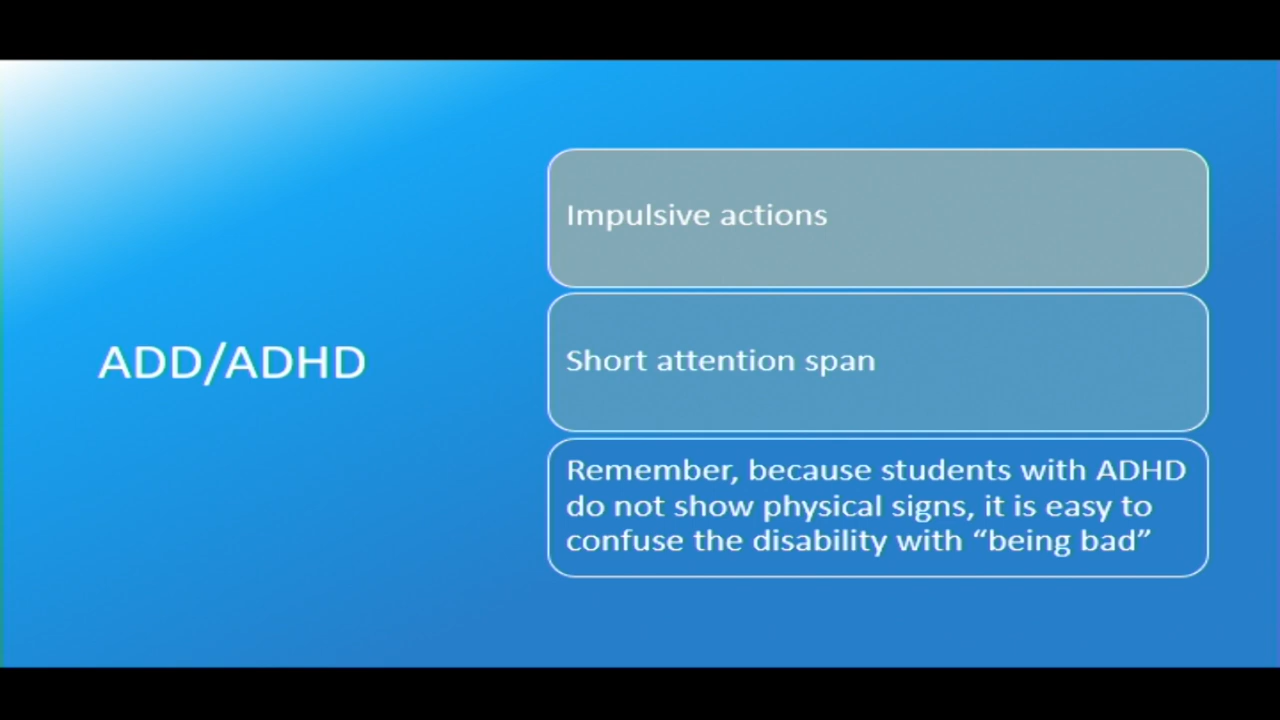 ADD/ADHD
Impulsive actions
Short attention span
Remember, because students with ADHD
do not show physical signs, it is easy to
confuse the disability with “being bad”